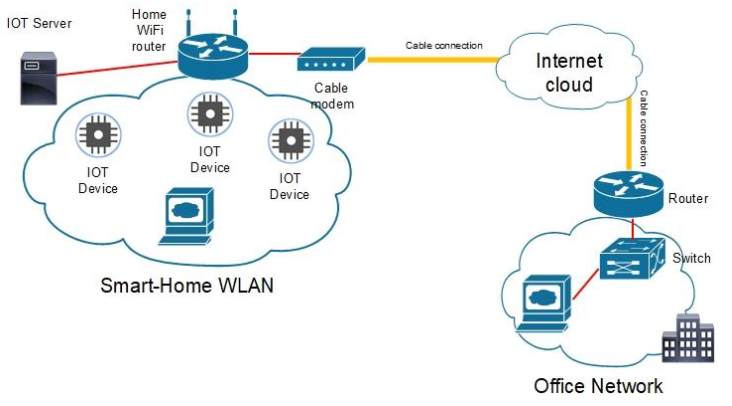 IOT Server
Home
WiFi
router
Cable connection
Internet
cloud
Cable
modem
Cable connection
IOT
Device
IOT
Device
IOT
Device
Router
Switch
Smart-Home WLAN
Office Network